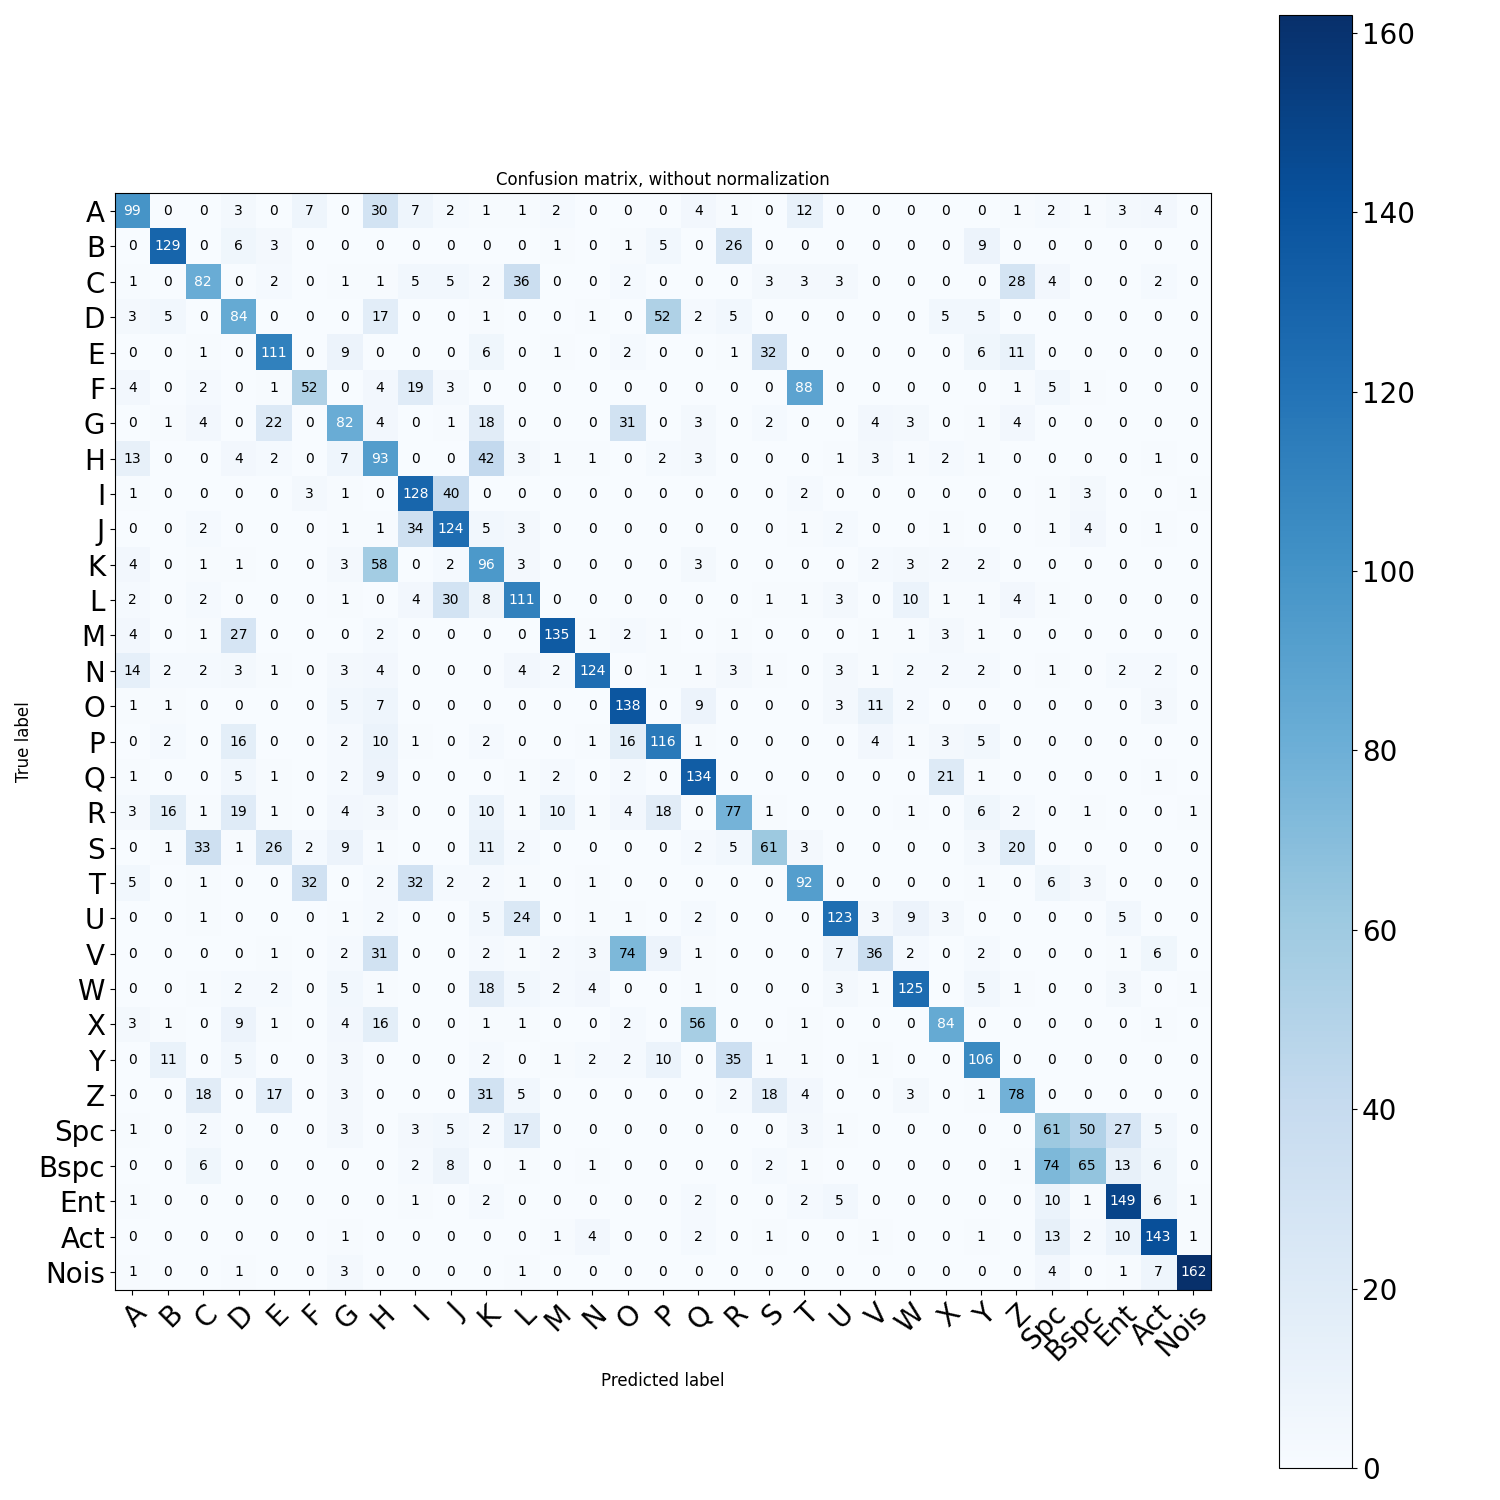 Confusion matrix, without normalization
A 99 0 0 3 0 7 0 30 7 2 1 1 2 0 0 0 4 1 0 12 0 0 0 0 0 1 2 1 3 4 0
B 0 129 0 6 3 0 0 0 0 0 0 0 1 0 1 5 0 26 0 0 0 0 0 0 9 0 0 0 0 0 0
C 1 0 82 0 2 0 1 1 5 5 2 36 0 0 2 0 0 0 3 3 3 0 0 0 0 28 4 0 0 2 0
D 3 5 0 84 0 0 0 17 0 0 1 0 0 1 0 52 2 5 0 0 0 0 0 5 5 0 0 0 0 0 0
E 0 0 1 0 111 0 9 0 0 0 6 0 1 0 2 0 0 1 32 0 0 0 0 0 6 11 0 0 0 0 0
F 4 0 2 0 1 52 0 4 19 3 0 0 0 0 0 0 0 0 0 88 0 0 0 0 0 1 5 1 0 0 0
G 0 1 4 0 22 0 82 4 0 1 18 0 0 0 31 0 3 0 2 0 0 4 3 0 1 4 0 0 0 0 0
H 13 0 0 4 2 0 7 93 0 0 42 3 1 1 0 2 3 0 0 0 1 3 1 2 1 0 0 0 0 1 0
I 1 0 0 0 0 3 1 0 128 40 0 0 0 0 0 0 0 0 0 2 0 0 0 0 0 0 1 3 0 0 1
J 0 0 2 0 0 0 1 1 34 124 5 3 0 0 0 0 0 0 0 1 2 0 0 1 0 0 1 4 0 1 0
K 4 0 1 1 0 0 3 58 0 2 96 3 0 0 0 0 3 0 0 0 0 2 3 2 2 0 0 0 0 0 0
L 2 0 2 0 0 0 1 0 4 30 8 111 0 0 0 0 0 0 1 1 3 0 10 1 1 4 1 0 0 0 0
M 4 0 1 27 0 0 0 2 0 0 0 0 135 1 2 1 0 1 0 0 0 1 1 3 1 0 0 0 0 0 0
N 14 2 2 3 1 0 3 4 0 0 0 4 2 124 0 1 1 3 1 0 3 1 2 2 2 0 1 0 2 2 0
O 1 1 0 0 0 0 5 7 0 0 0 0 0 0 138 0 9 0 0 0 3 11 2 0 0 0 0 0 0 3 0
P 0 2 0 16 0 0 2 10 1 0 2 0 0 1 16 116 1 0 0 0 0 4 1 3 5 0 0 0 0 0 0
Q 1 0 0 5 1 0 2 9 0 0 0 1 2 0 2 0 134 0 0 0 0 0 0 21 1 0 0 0 0 1 0
R 3 16 1 19 1 0 4 3 0 0 10 1 10 1 4 18 0 77 1 0 0 0 1 0 6 2 0 1 0 0 1
S 0 1 33 1 26 2 9 1 0 0 11 2 0 0 0 0 2 5 61 3 0 0 0 0 3 20 0 0 0 0 0
T 5 0 1 0 0 32 0 2 32 2 2 1 0 1 0 0 0 0 0 92 0 0 0 0 1 0 6 3 0 0 0
U 0 0 1 0 0 0 1 2 0 0 5 24 0 1 1 0 2 0 0 0 123 3 9 3 0 0 0 0 5 0 0
V 0 0 0 0 1 0 2 31 0 0 2 1 2 3 74 9 1 0 0 0 7 36 2 0 2 0 0 0 1 6 0
W 0 0 1 2 2 0 5 1 0 0 18 5 2 4 0 0 1 0 0 0 3 1 125 0 5 1 0 0 3 0 1
X 3 1 0 9 1 0 4 16 0 0 1 1 0 0 2 0 56 0 0 1 0 0 0 84 0 0 0 0 0 1 0
Y 0 11 0 5 0 0 3 0 0 0 2 0 1 2 2 10 0 35 1 1 0 1 0 0 106 0 0 0 0 0 0
Z 0 0 18 0 17 0 3 0 0 0 31 5 0 0 0 0 0 2 18 4 0 0 3 0 1 78 0 0 0 0 0
Spc 1 0 2 0 0 0 3 0 3 5 2 17 0 0 0 0 0 0 0 3 1 0 0 0 0 0 61 50 27 5 0
Bspc 0 0 6 0 0 0 0 0 2 8 0 1 0 1 0 0 0 0 2 1 0 0 0 0 0 1 74 65 13 6 0
Ent 1 0 0 0 0 0 0 0 1 0 2 0 0 0 0 0 2 0 0 2 5 0 0 0 0 0 10 1 149 6 1
Act 0 0 0 0 0 0 1 0 0 0 0 0 1 4 0 0 2 0 1 0 0 1 0 0 1 0 13 2 10 143 1
Nois 1 0 0 1 0 0 3 0 0 0 0 1 0 0 0 0 0 0 0 0 0 0 0 0 0 0 4 0 1 7 162
A B C D E F G H I J K L M N O P Q R S T U V W X Y Z Spc Bspc Ent Act Nois
Predicted label
True label
160
140
120
100
80
60
40
20
0